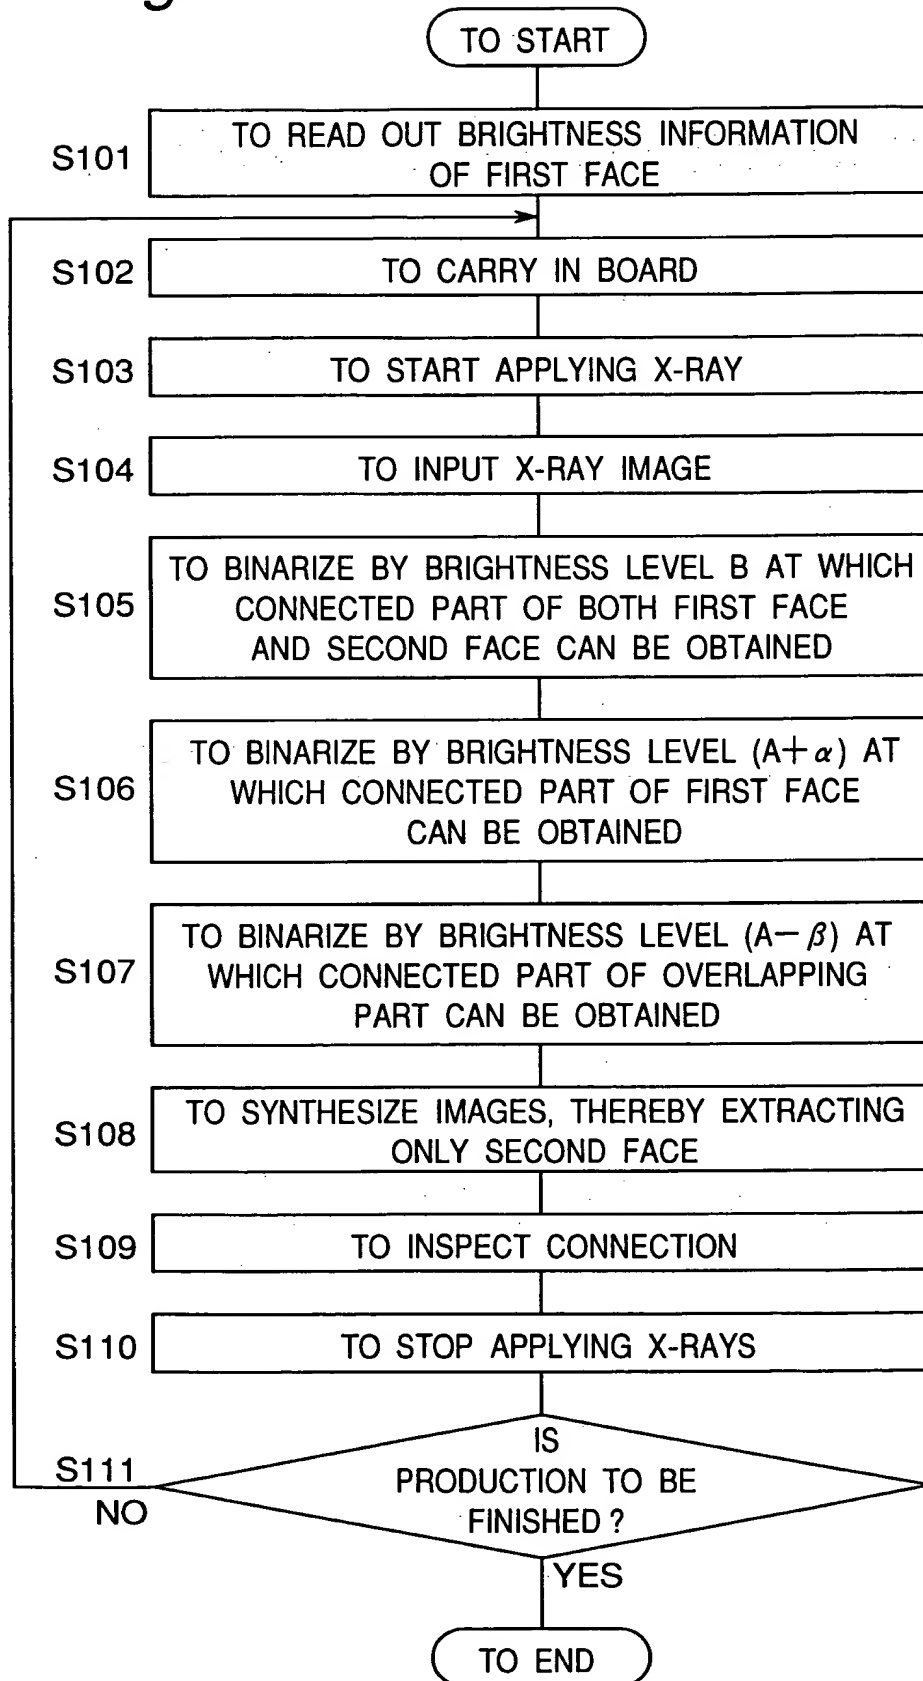 TO START
S101
TO READ OUT BRIGHTNESS INFORMATION
OF FIRST FACE
S102
TO CARRY IN BOARD
S103
TO START APPLYING X-RAY
S104
TO INPUT X-RAY IMAGE
S105
TO BINARIZE BY BRIGHTNESS LEVEL B AT WHICH
CONNECTED PART OF BOTH FIRST FACE
AND SECOND FACE CAN BE OBTAINED
S106
TO BINARIZE BY BRIGHTNESS LEVEL (A+α) AT
WHICH CONNECTED PART OF FIRST FACE
CAN BE OBTAINED
S107
TO BINARIZE BY BRIGHTNESS LEVEL (A−β) AT
WHICH CONNECTED PART OF OVERLAPPING
PART CAN BE OBTAINED
S108
TO SYNTHESIZE IMAGES, THEREBY EXTRACTING
ONLY SECOND FACE
S109
TO INSPECT CONNECTION
S110
TO STOP APPLYING X-RAYS
S111
IS
PRODUCTION TO BE
FINISHED?
NO
YES
TO END